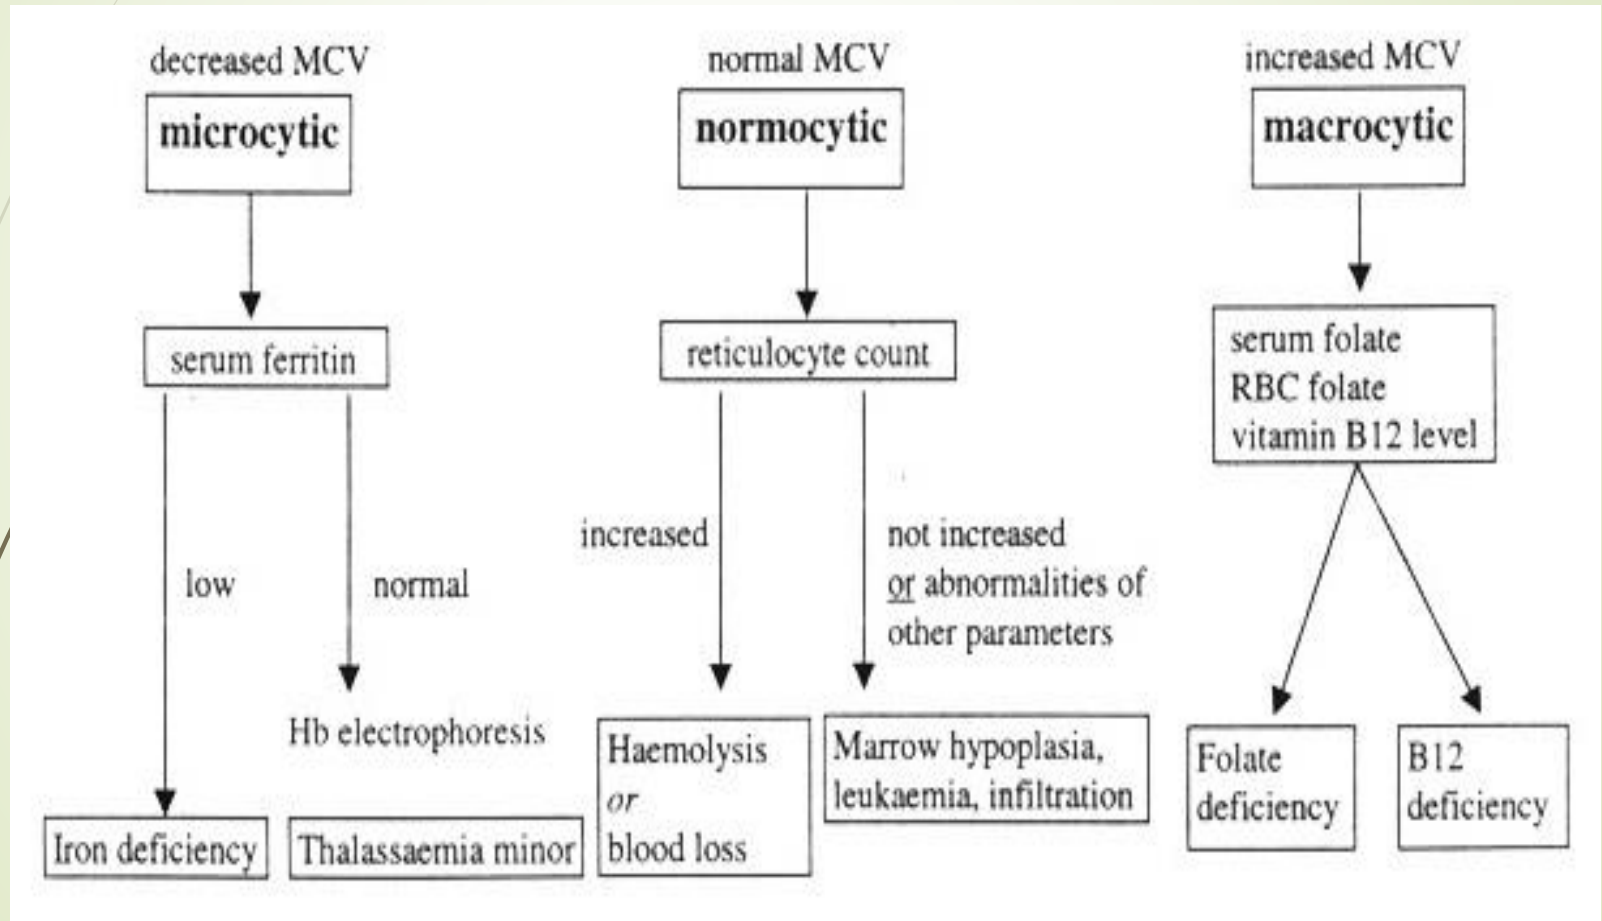 decreased MCV
microcytic
serum ferritin
low
normal
Hb electrophoresis
Iron deficiency
Thalassaemia minor
normal MCV
normocytic
reticulocyte count
increased
not increased
or abnormalities of
other parameters
Haemolysis
or
blood loss
Marrow hypoplasia,
leukaemia, infiltration
increased MCV
macrocytic
serum folate
RBC folate
vitamin B12 level
Folate
deficiency
B12
deficiency